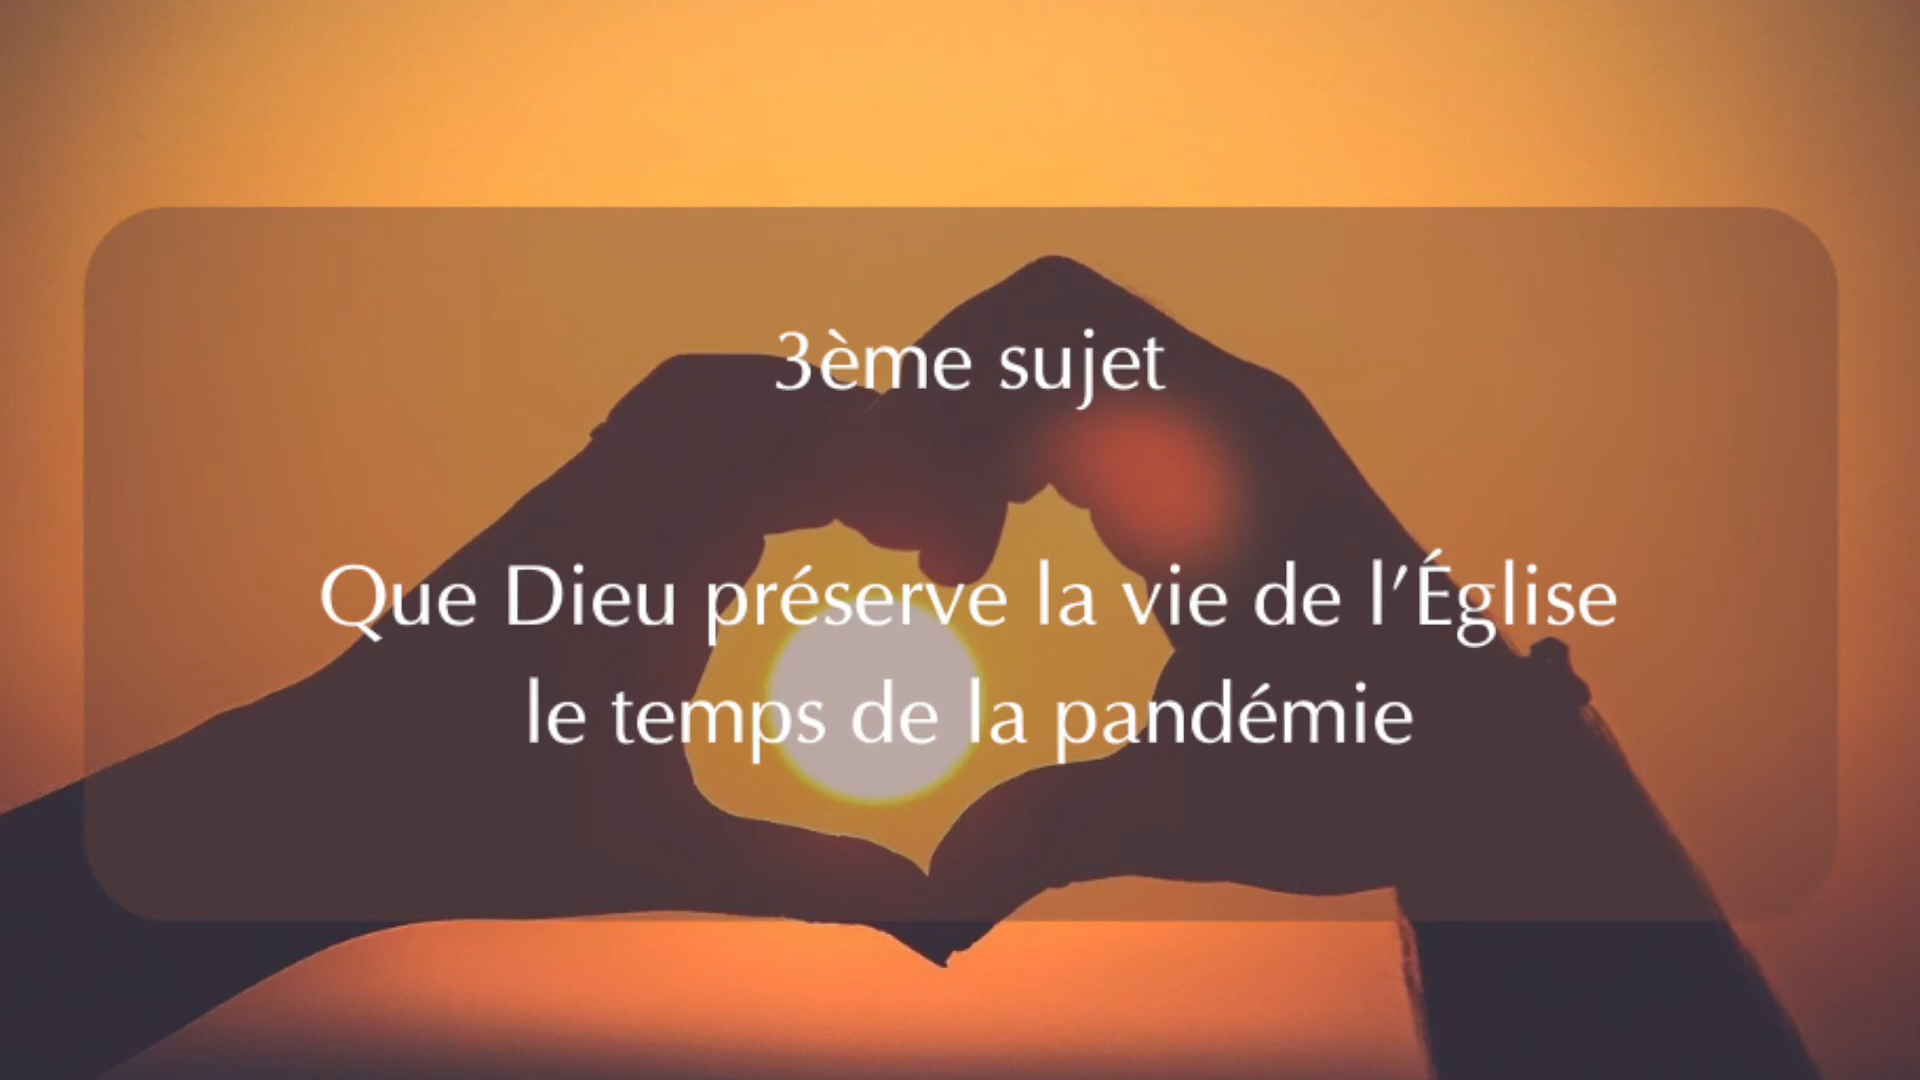 3ème sujet
Que Dieu préserve la vie de l’Église
le temps de la pandémie